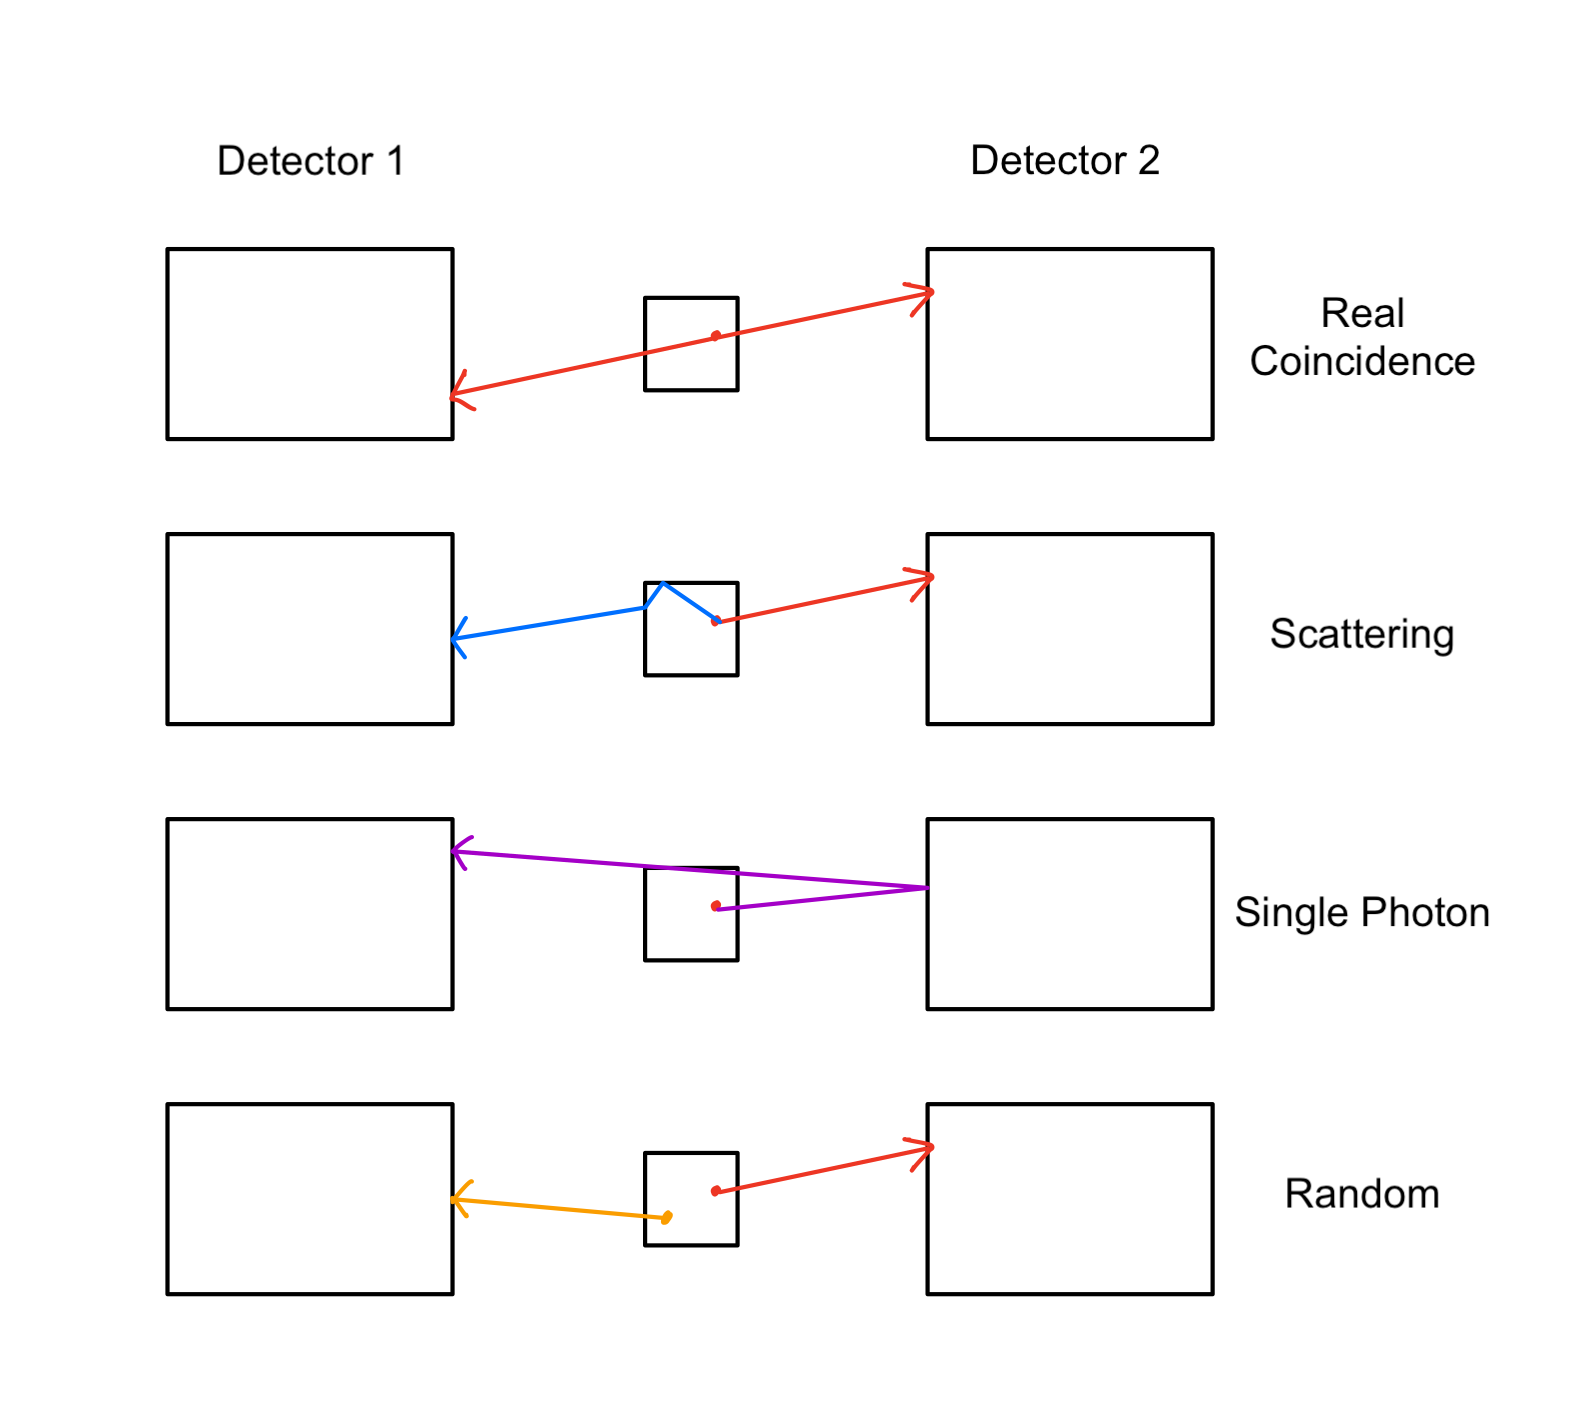 Detector 1
Detector 2
Real
Coincidence
Scattering
Single Photon
Random